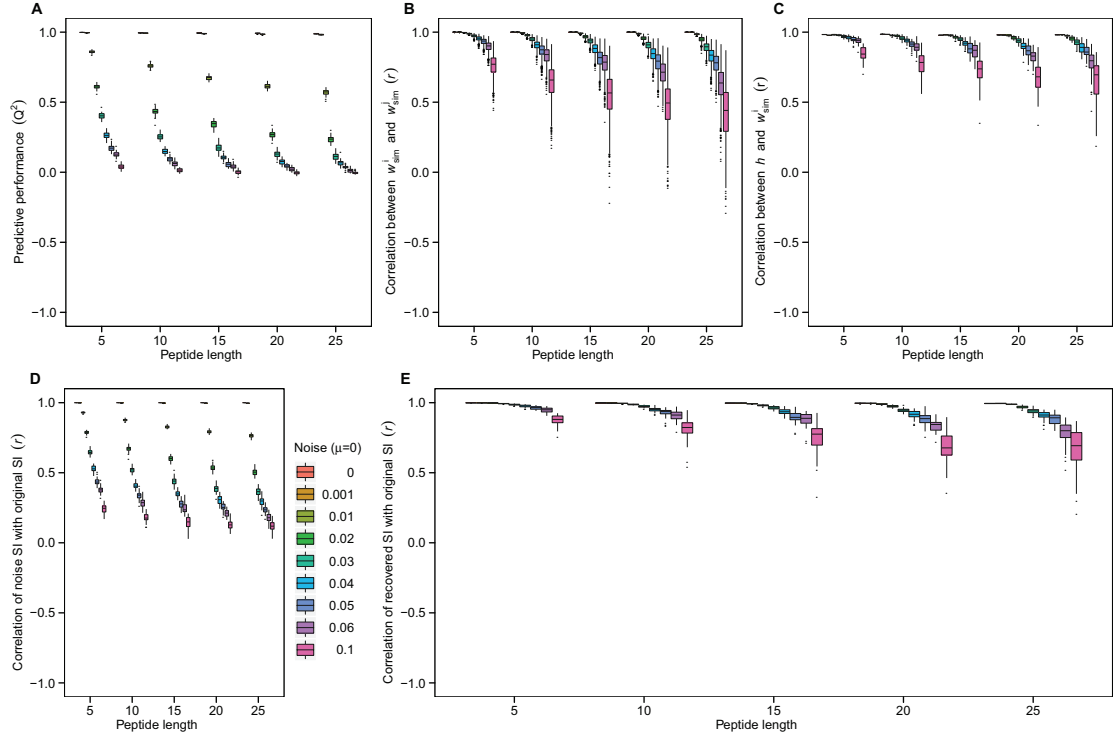 A
Predictive performance (Q²)
1.0
0.5
0.0
−0.5
−1.0
5 10 15 20 25
Peptide length
B
Correlation between w^i_sim and w^j_sim (r)
1.0
0.5
0.0
−0.5
−1.0
5 10 15 20 25
Peptide length
C
Correlation between h and w^j_sim (r)
1.0
0.5
0.0
−0.5
−1.0
5 10 15 20 25
Peptide length
D
Correlation of noise SI with original SI (r)
1.0
0.5
0.0
−0.5
−1.0
5 10 15 20 25
Peptide length
Noise (μ=0)
0
0.001
0.01
0.02
0.03
0.04
0.05
0.06
0.1
E
Correlation of recovered SI with original SI (r)
1.0
0.5
0.0
−0.5
−1.0
5 10 15 20 25
Peptide length